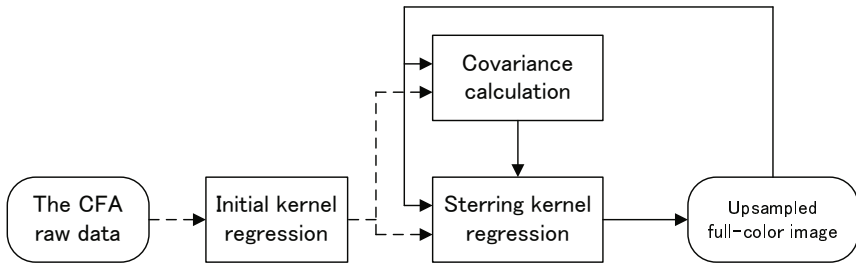 Covariance
calculation
The CFA
raw data
Initial kernel
regression
Sterring kernel
regression
Upsampled
full-color image